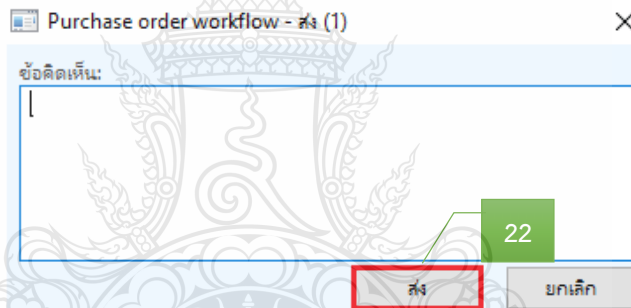 Purchase order workflow - ส่ง (1)
ข้อคิดเห็น:
22
ส่ง
ยกเลิก